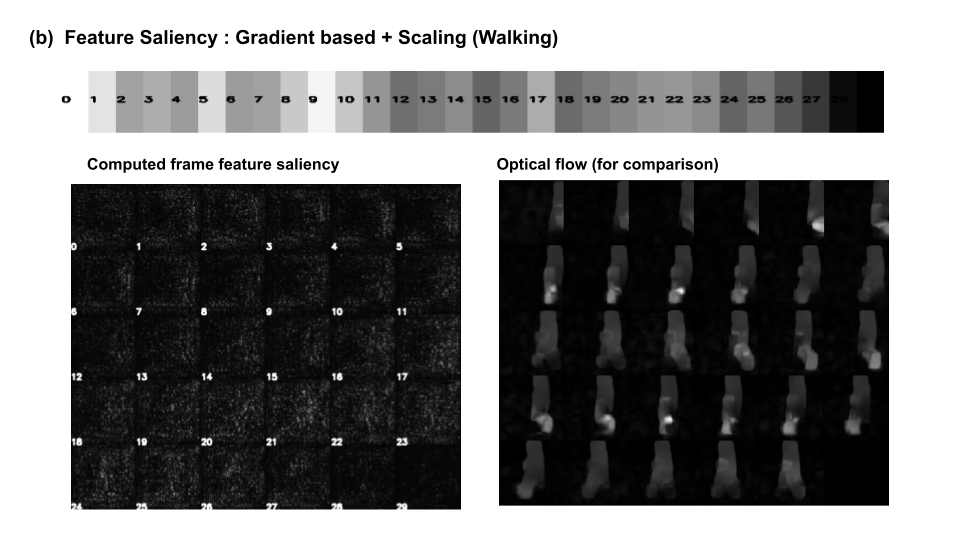 (b) Feature Saliency : Gradient based + Scaling (Walking)
0 1 2 3 4 5 6 7 8 9 10 11 12 13 14 15 16 17 18 19 20 21 22 23 24 25 26 27 28
Computed frame feature saliency
Optical flow (for comparison)
0 1 2 3 4 5
6 7 8 9 10 11
12 13 14 15 16 17
18 19 20 21 22 23
24 25 26 27 28 29